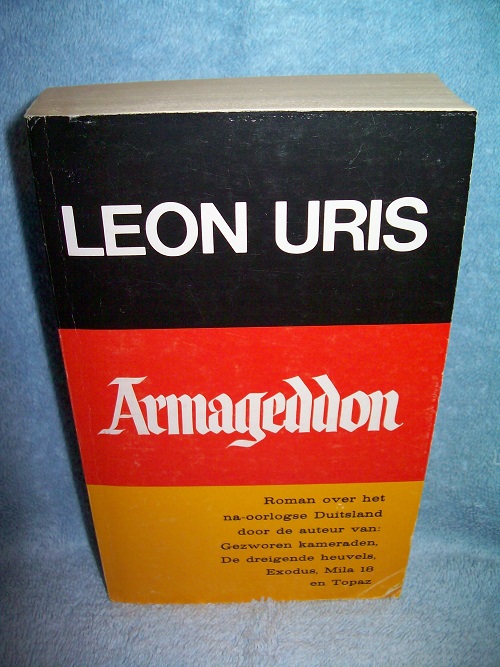 LEON URIS
Armageddon
Roman over het
na-oorlogse Duitsland
door de auteur van:
Gezworen kameraden,
De dreigende heuvels,
Exodus, Mila 18
en Topaz